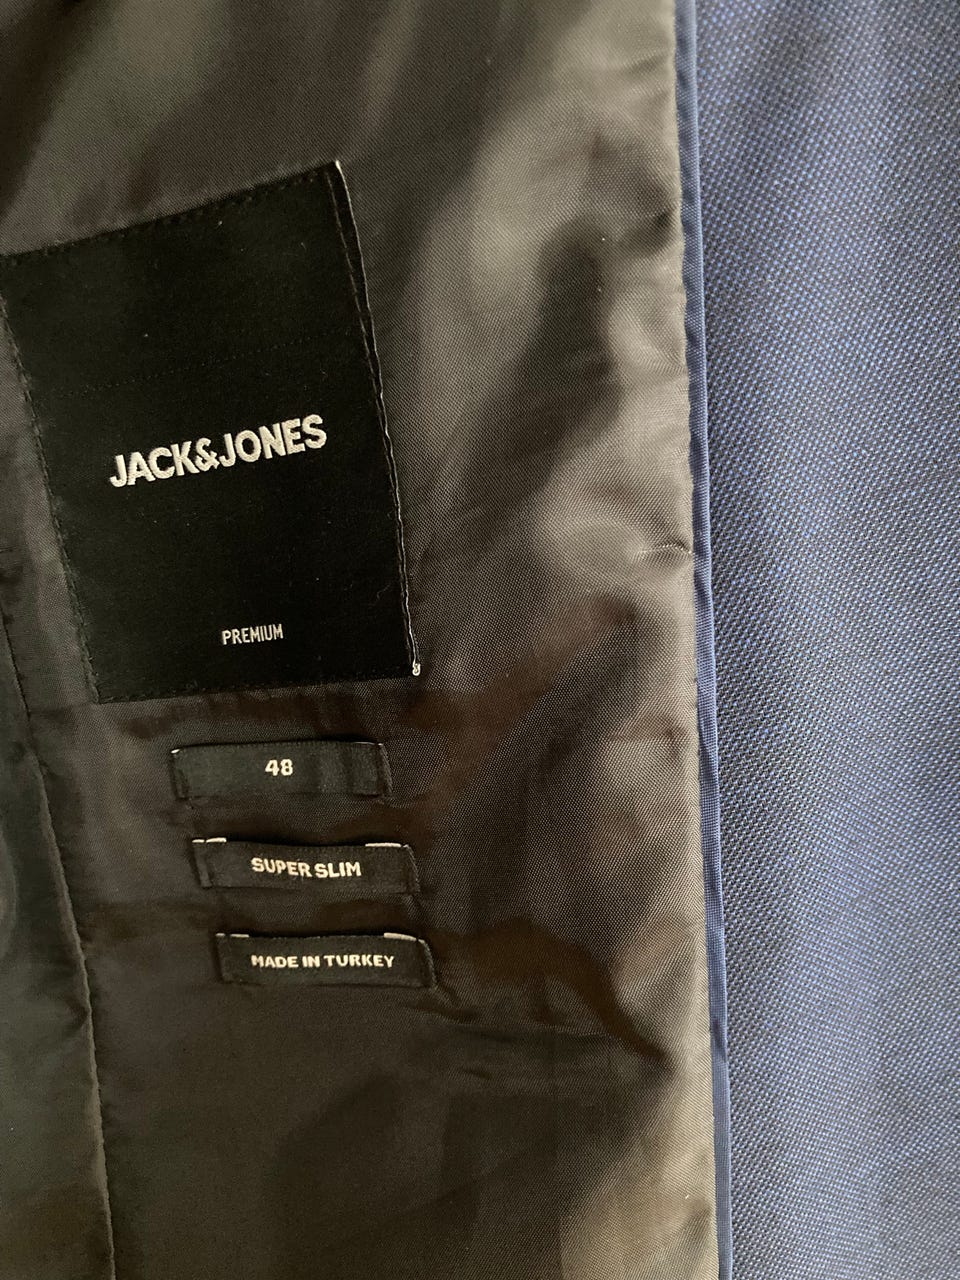 JACK&JONES
PREMIUM
48
SUPER SLIM
MADE IN TURKEY